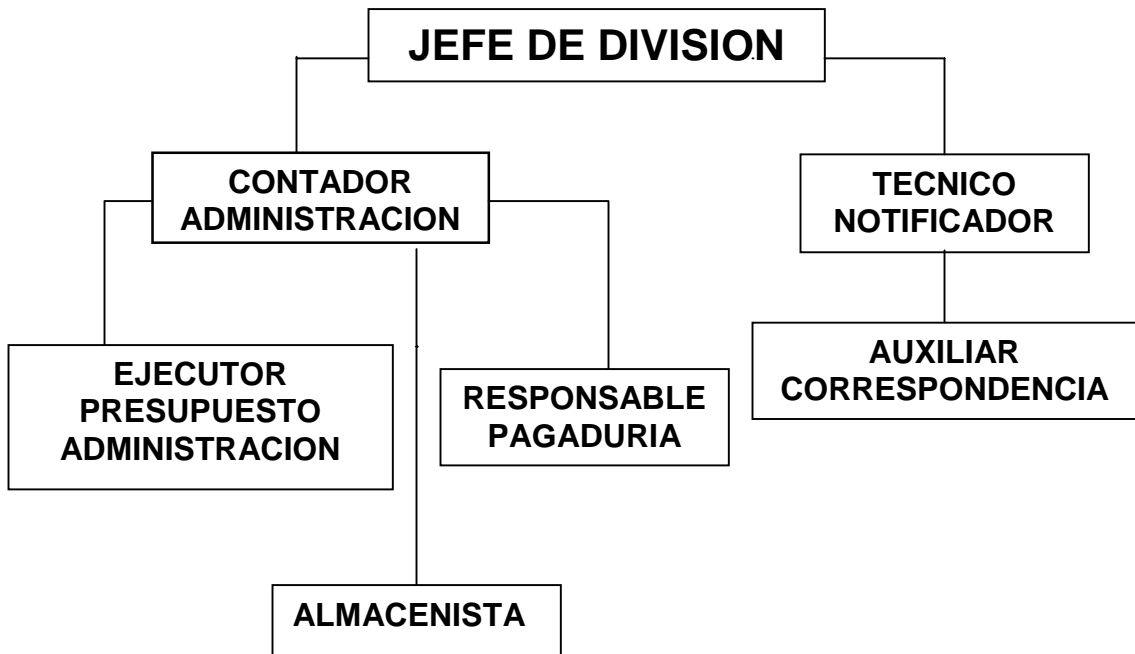 JEFE DE DIVISION
CONTADOR
ADMINISTRACION
TECNICO
NOTIFICADOR
EJECUTOR
PRESUPUESTO
ADMINISTRACION
RESPONSABLE
PAGADURIA
AUXILIAR
CORRESPONDENCIA
ALMACENISTA